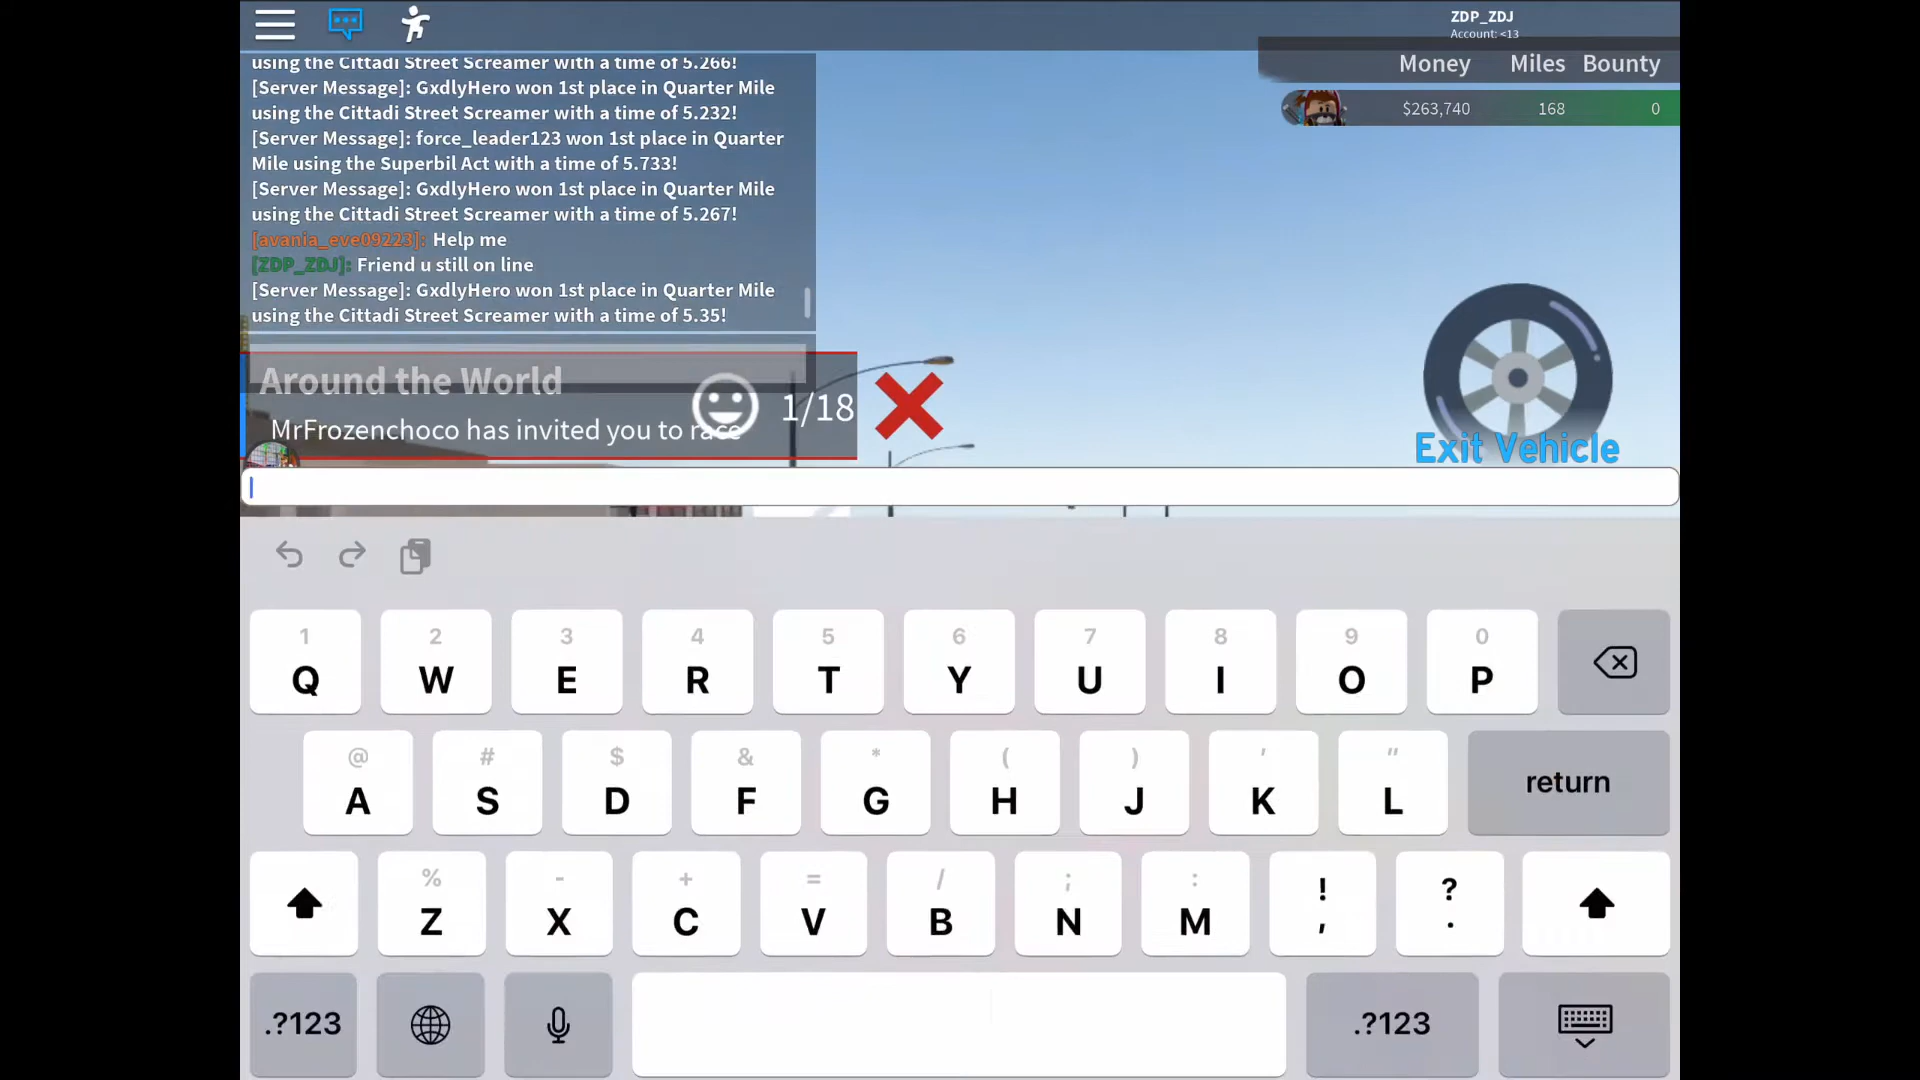 ZDP_ZDJ
Account: <13
Money Miles Bounty
$263,740 168 0
using the Cittadi Street Screamer with a time of 5.266!
[Server Message]: GxdlyHero won 1st place in Quarter
Mile using the Cittadi Street Screamer with a time of 5.232!
[Server Message]: force_leader123 won 1st place in Quarter
Mile using the Superbil Act with a time of 5.733!
[Server Message]: GxdlyHero won 1st place in Quarter Mile
using the Cittadi Street Screamer with a time of 5.267!
[avania_eve09223]: Help me
[ZDP_ZDJ]: Friend u still on line
[Server Message]: GxdlyHero won 1st place in Quarter Mile
using the Cittadi Street Screamer with a time of 5.35!
Around the World
1/18
MrFrozenchoco has invited you to race
Exit Vehicle
1 2 3 4 5 6 7 8 9 0
Q W E R T Y U I O P
@ # $ & * ( ) ' "
A S D F G H J K L return
% - + = / ; : ! ?
Z X C V B N M , .
.?123 .?123